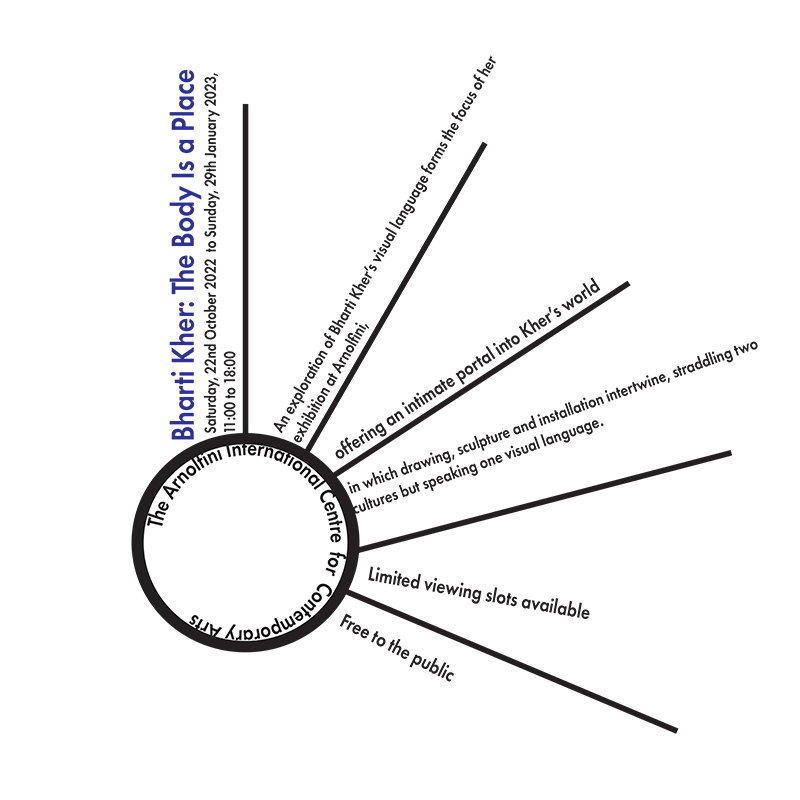 Bharti Kher: The Body Is a Place
Saturday, 22nd October 2022 to Sunday, 29th January 2023,
11:00 to 18:00
An exploration of Bharti Kher's visual language forms the focus of her
exhibition at Arnolfini,
offering an intimate portal into Kher's world
in which drawing, sculpture and installation intertwine, straddling two
cultures but speaking one visual language.
Limited viewing slots available
Free to the public
The Arnolfini International Centre for Contemporary Arts